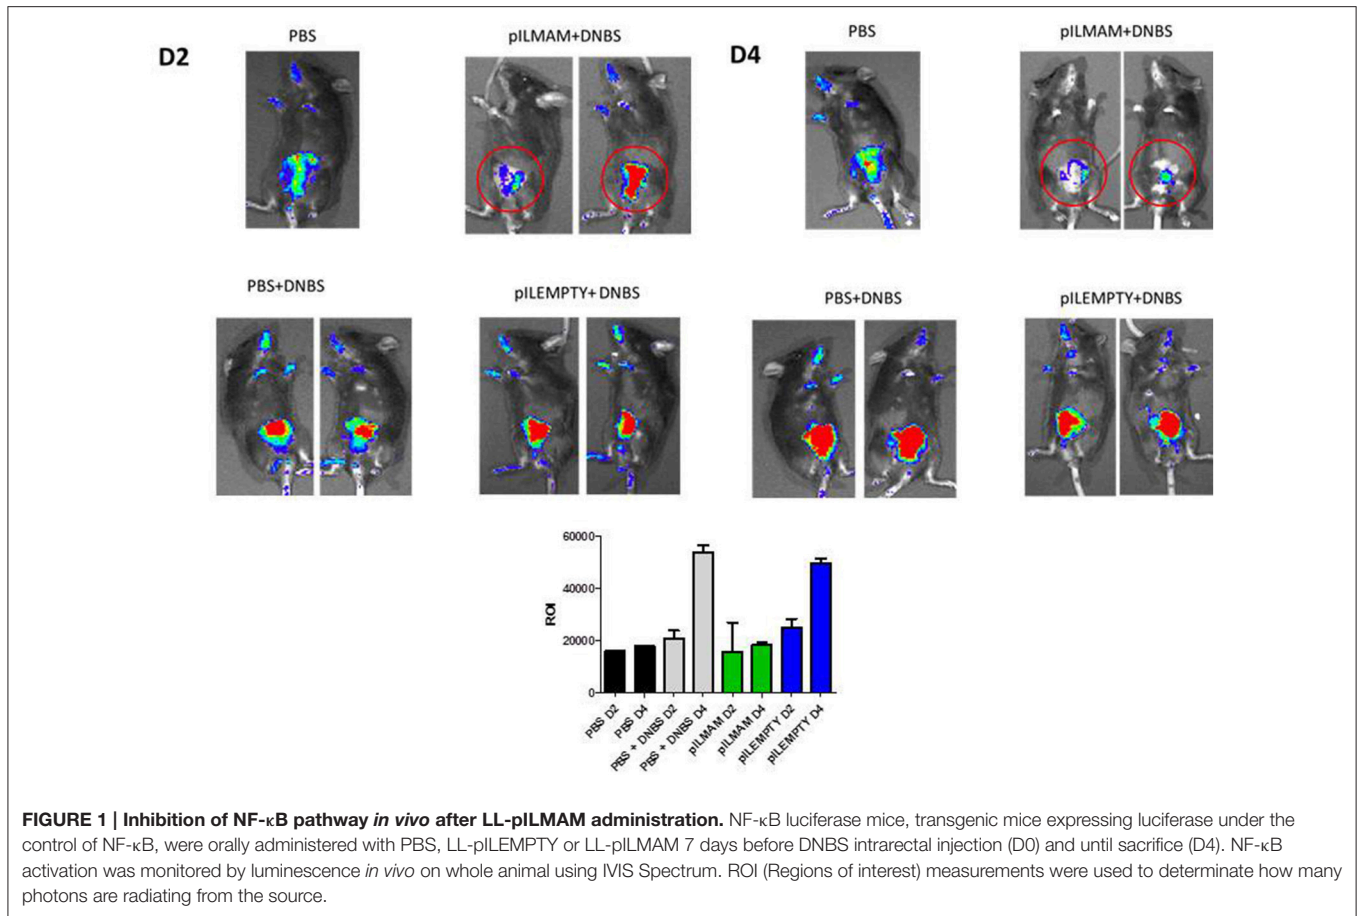 D2
PBS
pILMAM+DNBS
D4
PBS
pILMAM+DNBS
PBS+DNBS
pILEMPTY+DNBS
PBS+DNBS
pILEMPTY+DNBS
60000
40000
20000
0
ROI
PBS D2
PBS D4
PBS + DNBS D2
PBS + DNBS D4
pILMAM D2
pILMAM D4
pILEMPTY D2
pILEMPTY D4
FIGURE 1 | Inhibition of NF-κB pathway in vivo after LL-pILMAM administration. NF-κB luciferase mice, transgenic mice expressing luciferase under the
control of NF-κB, were orally administered with PBS, LL-pILEMPTY or LL-pILMAM 7 days before DNBS intrarectal injection (D0) and until sacrifice (D4). NF-κB
activation was monitored by luminescence in vivo on whole animal using IVIS Spectrum. ROI (Regions of interest) measurements were used to determinate how many
photons are radiating from the source.